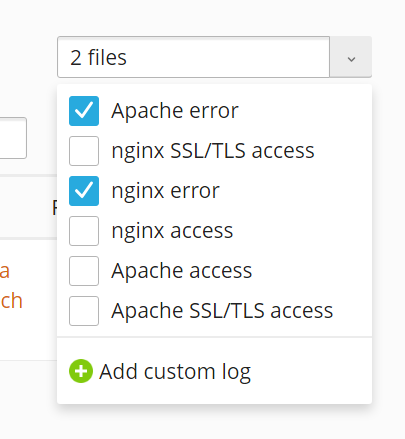 2 files
Apache error
nginx SSL/TLS access
nginx error
nginx access
Apache access
Apache SSL/TLS access
Add custom log
a
ch